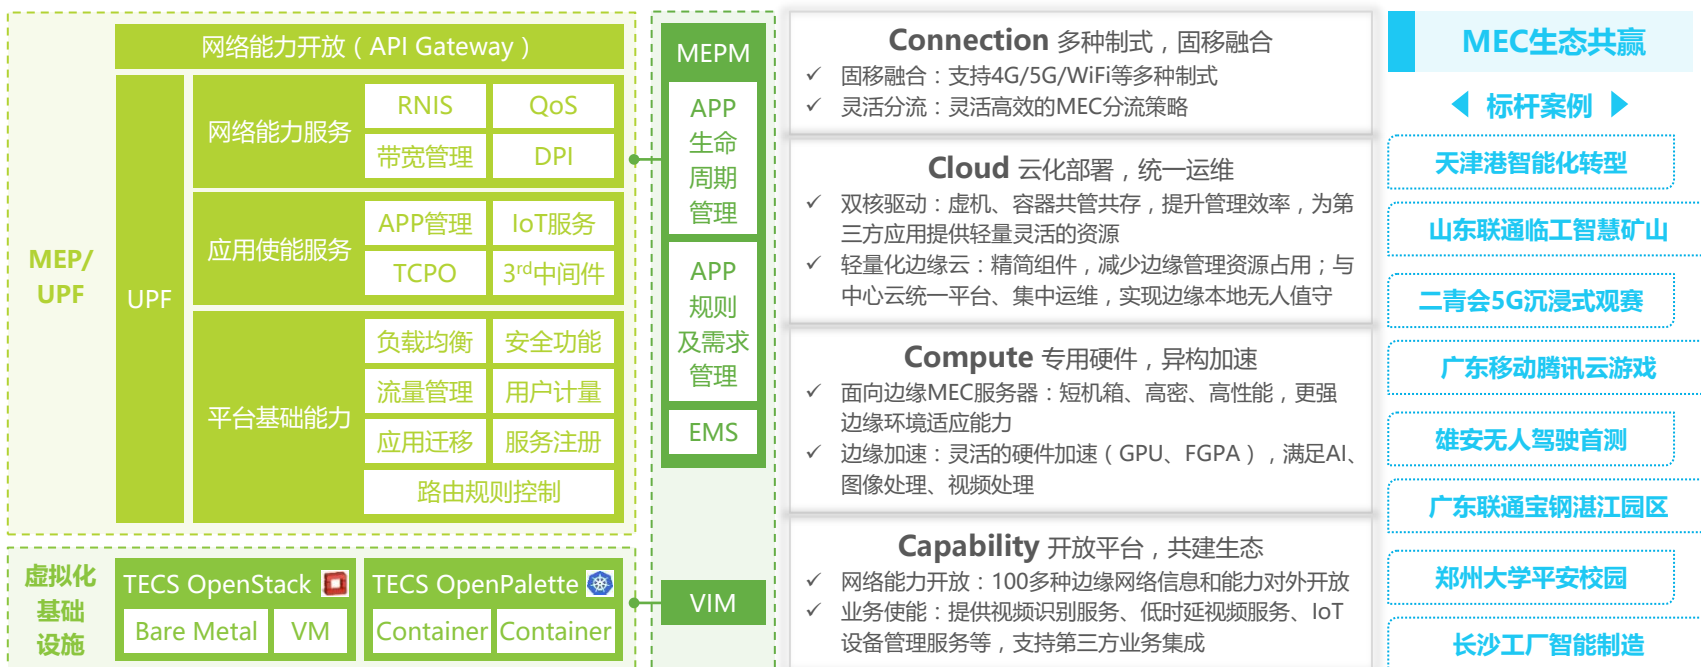 MEP/
UPF
网络能力开放（API Gateway）
UPF
网络能力服务
RNIS
QoS
带宽管理
DPI
应用使能服务
APP管理
IoT服务
TCPO
3rd中间件
平台基础能力
负载均衡
安全功能
流量管理
用户计量
应用迁移
服务注册
路由规则控制
虚拟化
基础
设施
TECS OpenStack
Bare Metal
VM
TECS OpenPalette
Container
Container
MEPM
APP
生命
周期
管理
APP
规则
及需求
管理
EMS
VIM
Connection 多种制式，固移融合
✓ 固移融合：支持4G/5G/WiFi等多种制式
✓ 灵活分流：灵活高效的MEC分流策略
Cloud 云化部署，统一运维
✓ 双核驱动：虚机、容器共管共存，提升管理效率，为第
三方应用提供轻量灵活的资源
✓ 轻量化边缘云：精简组件，减少边缘管理资源占用；与
中心云统一平台、集中运维，实现边缘本地无人值守
Compute 专用硬件，异构加速
✓ 面向边缘MEC服务器：短机箱、高密、高性能，更强
边缘环境适应能力
✓ 边缘加速：灵活的硬件加速（GPU、FGPA），满足AI、
图像处理、视频处理
Capability 开放平台，共建生态
✓ 网络能力开放：100多种边缘网络信息和能力对外开放
✓ 业务使能：提供视频识别服务、低时延视频服务、IoT
设备管理服务等，支持第三方业务集成
MEC生态共赢
标杆案例
天津港智能化转型
山东联通临工智慧矿山
二青会5G沉浸式观赛
广东移动腾讯云游戏
雄安无人驾驶首测
广东联通宝钢湛江园区
郑州大学平安校园
长沙工厂智能制造